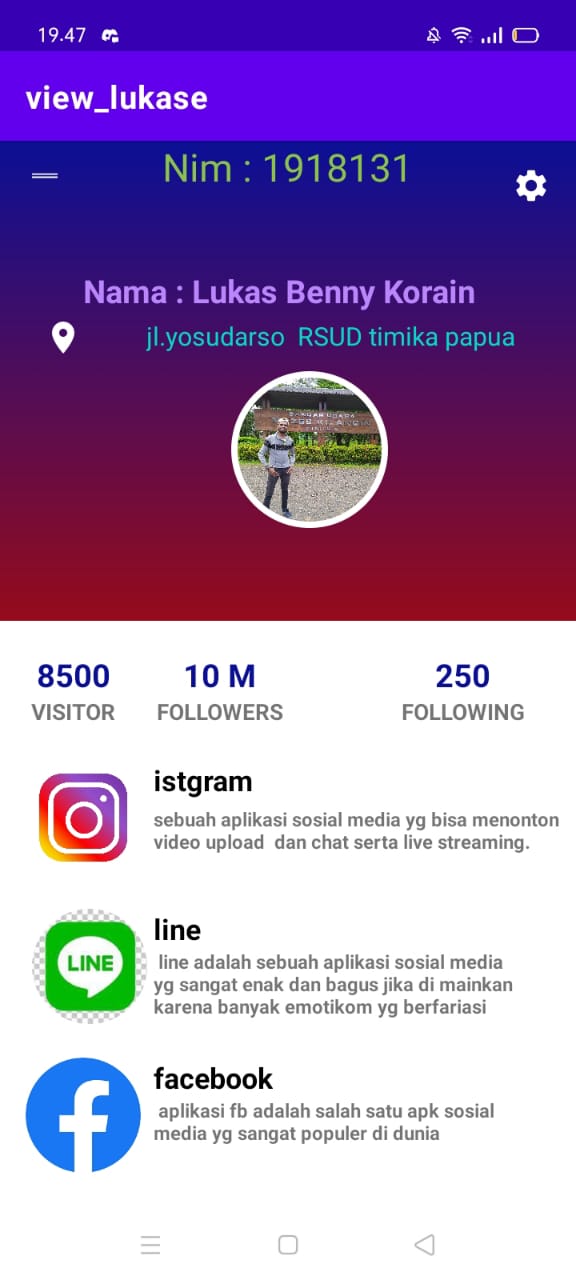 19.47
view_lukase
Nim : 1918131
Nama : Lukas Benny Korain
jl.yosudarso  RSUD timika papua
8500
10 M
250
VISITOR
FOLLOWERS
FOLLOWING
istgram
sebuah aplikasi sosial media yg bisa menonton
video upload  dan chat serta live streaming.
LINE
line
line adalah sebuah aplikasi sosial media
yg sangat enak dan bagus jika di mainkan
karena banyak emotikom yg berfariasi
facebook
aplikasi fb adalah salah satu apk sosial
media yg sangat populer di dunia